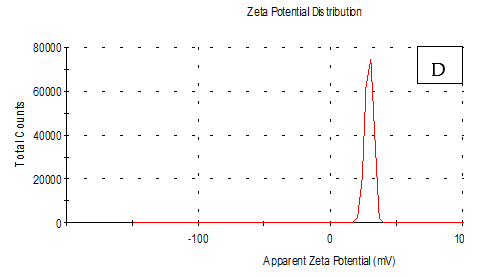 Zeta Potential Distribution
D
80000
60000
40000
20000
0
-100
0
10
Total Counts
Apparent Zeta Potential (mV)